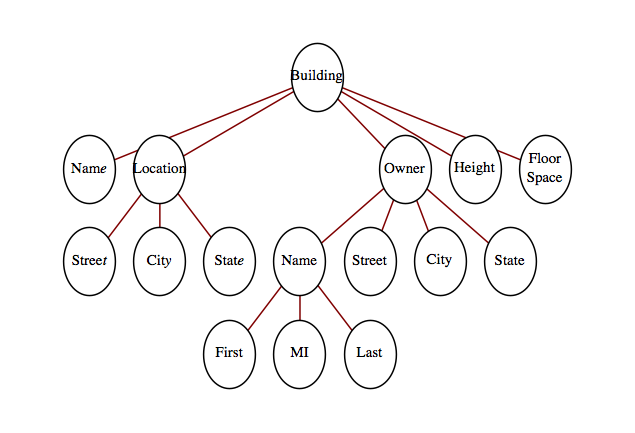 Building
Name
Location
Owner
Height
Floor
Space
Street
City
State
Name
Street
City
State
First
MI
Last